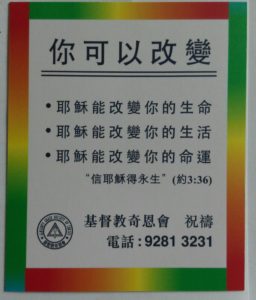 你可以改變
•耶穌能改變你的生命
•耶穌能改變你的生活
•耶穌能改變你的命運
“信耶穌得永生” (約3:36)
基督教奇恩會 祝禱
電話:9281 3231